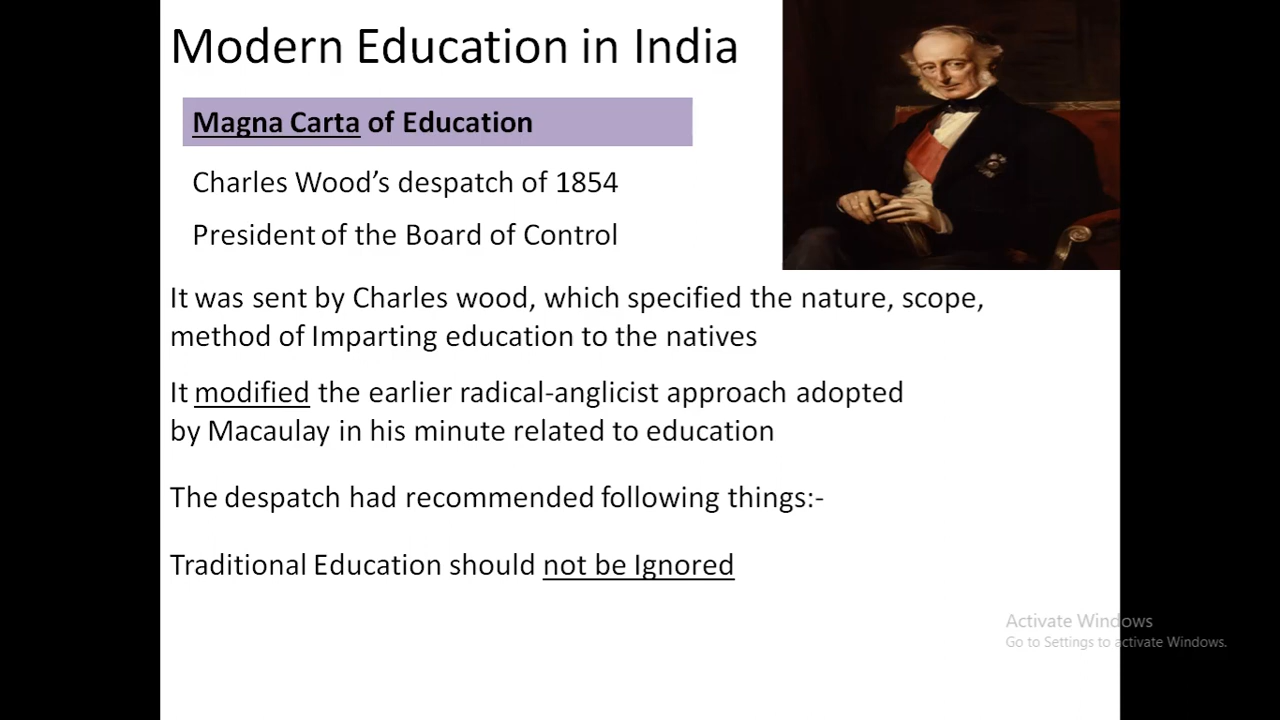 Modern Education in India
Magna Carta of Education
Charles Wood’s despatch of 1854
President of the Board of Control
It was sent by Charles wood, which specified the nature, scope,
method of Imparting education to the natives
It modified the earlier radical-anglicist approach adopted
by Macaulay in his minute related to education
The despatch had recommended following things:-
Traditional Education should not be Ignored
Activate Windows
Go to Settings to activate Windows.